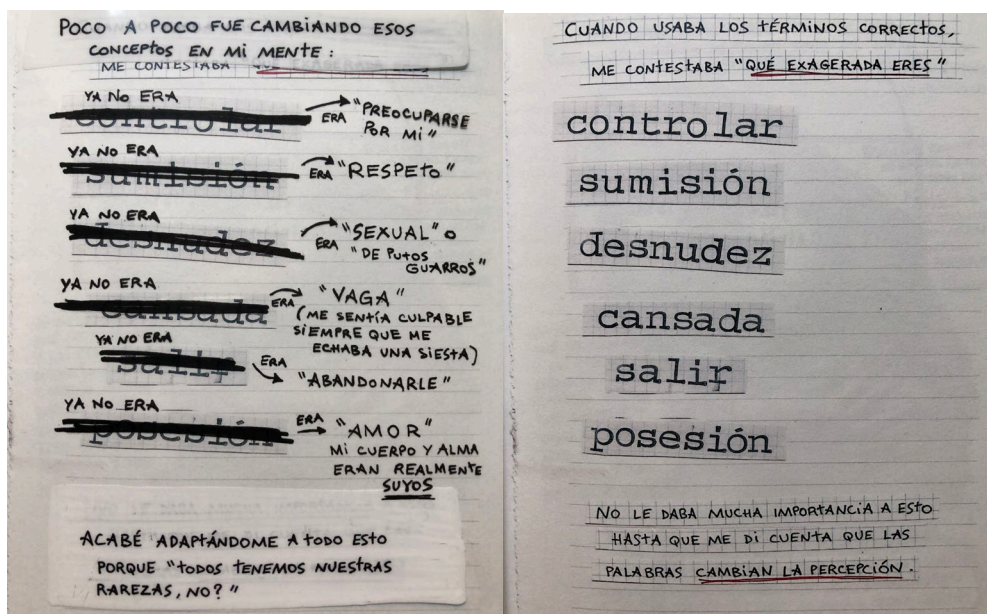 POCO A POCO FUE CAMBIANDO ESOS
CONCEPTOS EN MI MENTE:
ME CONTESTABA
YA NO ERA
controlar
ERA "PREOCUPARSE
POR MI"
YA NO ERA
sumisión
ERA "RESPETO"
YA NO ERA
desnudez
ERA "SEXUAL" O
"DE PUTOS
GUARROS"
YA NO ERA
cansada
ERA "VAGA"
(ME SENTÍA CULPABLE
SIEMPRE QUE ME
ECHABA UNA SIESTA)
YA NO ERA
salir
ERA
"ABANDONARLE"
YA NO ERA
posesión
ERA "AMOR"
MI CUERPO Y ALMA
ERAN REALMENTE
SUYOS
ACABÉ ADAPTÁNDOME A TODO ESTO
PORQUE "TODOS TENEMOS NUESTRAS
RAREZAS, NO?"
CUANDO USABA LOS TÉRMINOS CORRECTOS,
ME CONTESTABA "QUÉ EXAGERADA ERES"
controlar
sumisión
desnudez
cansada
salir
posesión
NO LE DABA MUCHA IMPORTANCIA A ESTO
HASTA QUE ME DI CUENTA QUE LAS
PALABRAS CAMBIAN LA PERCEPCIÓN.